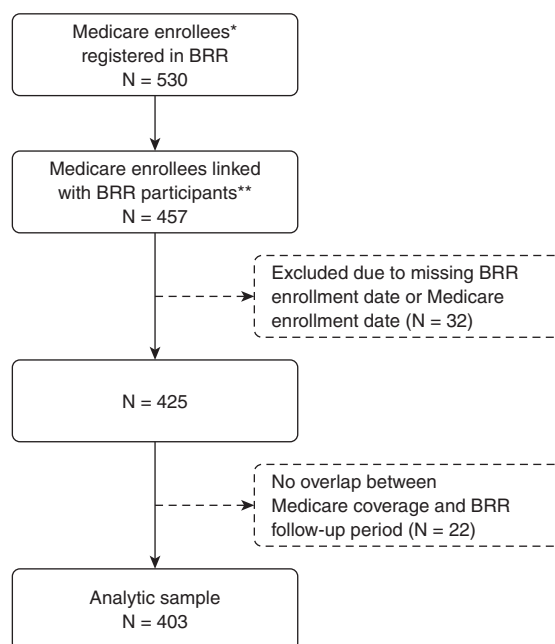 Medicare enrollees*
registered in BRR
N = 530
Medicare enrollees linked
with BRR participants**
N = 457
Excluded due to missing BRR
enrollment date or Medicare
enrollment date (N = 32)
N = 425
No overlap between
Medicare coverage and BRR
follow-up period (N = 22)
Analytic sample
N = 403